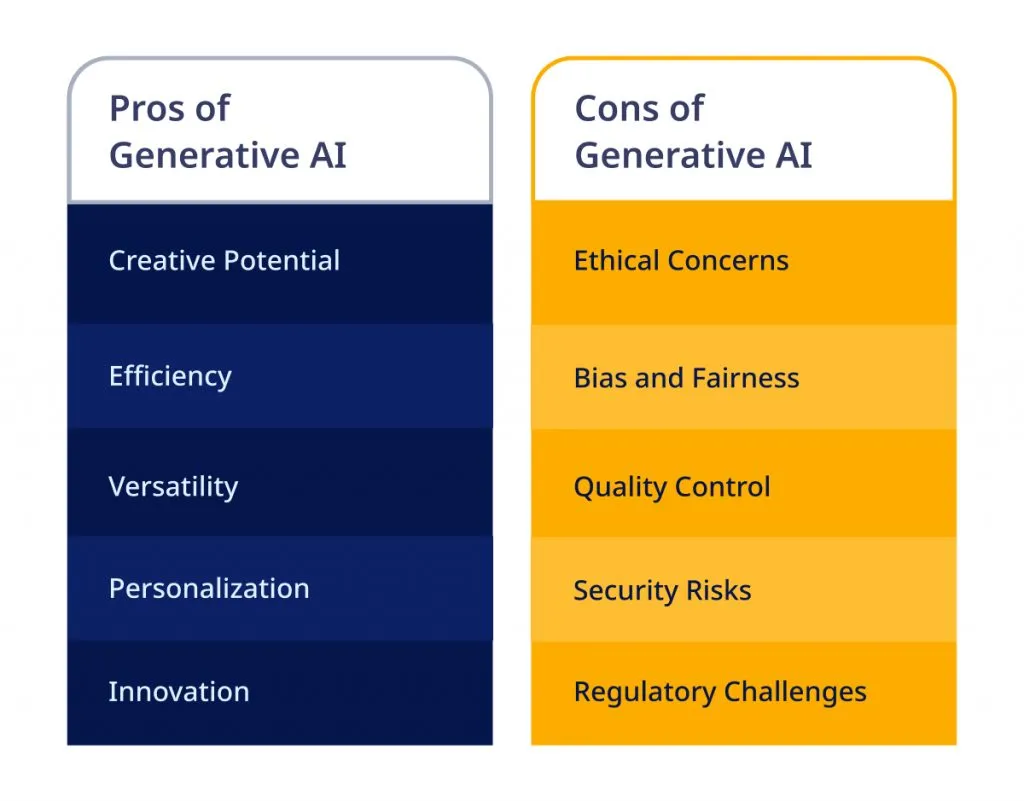 Pros of
Generative AI
Creative Potential
Efficiency
Versatility
Personalization
Innovation
Cons of
Generative AI
Ethical Concerns
Bias and Fairness
Quality Control
Security Risks
Regulatory Challenges